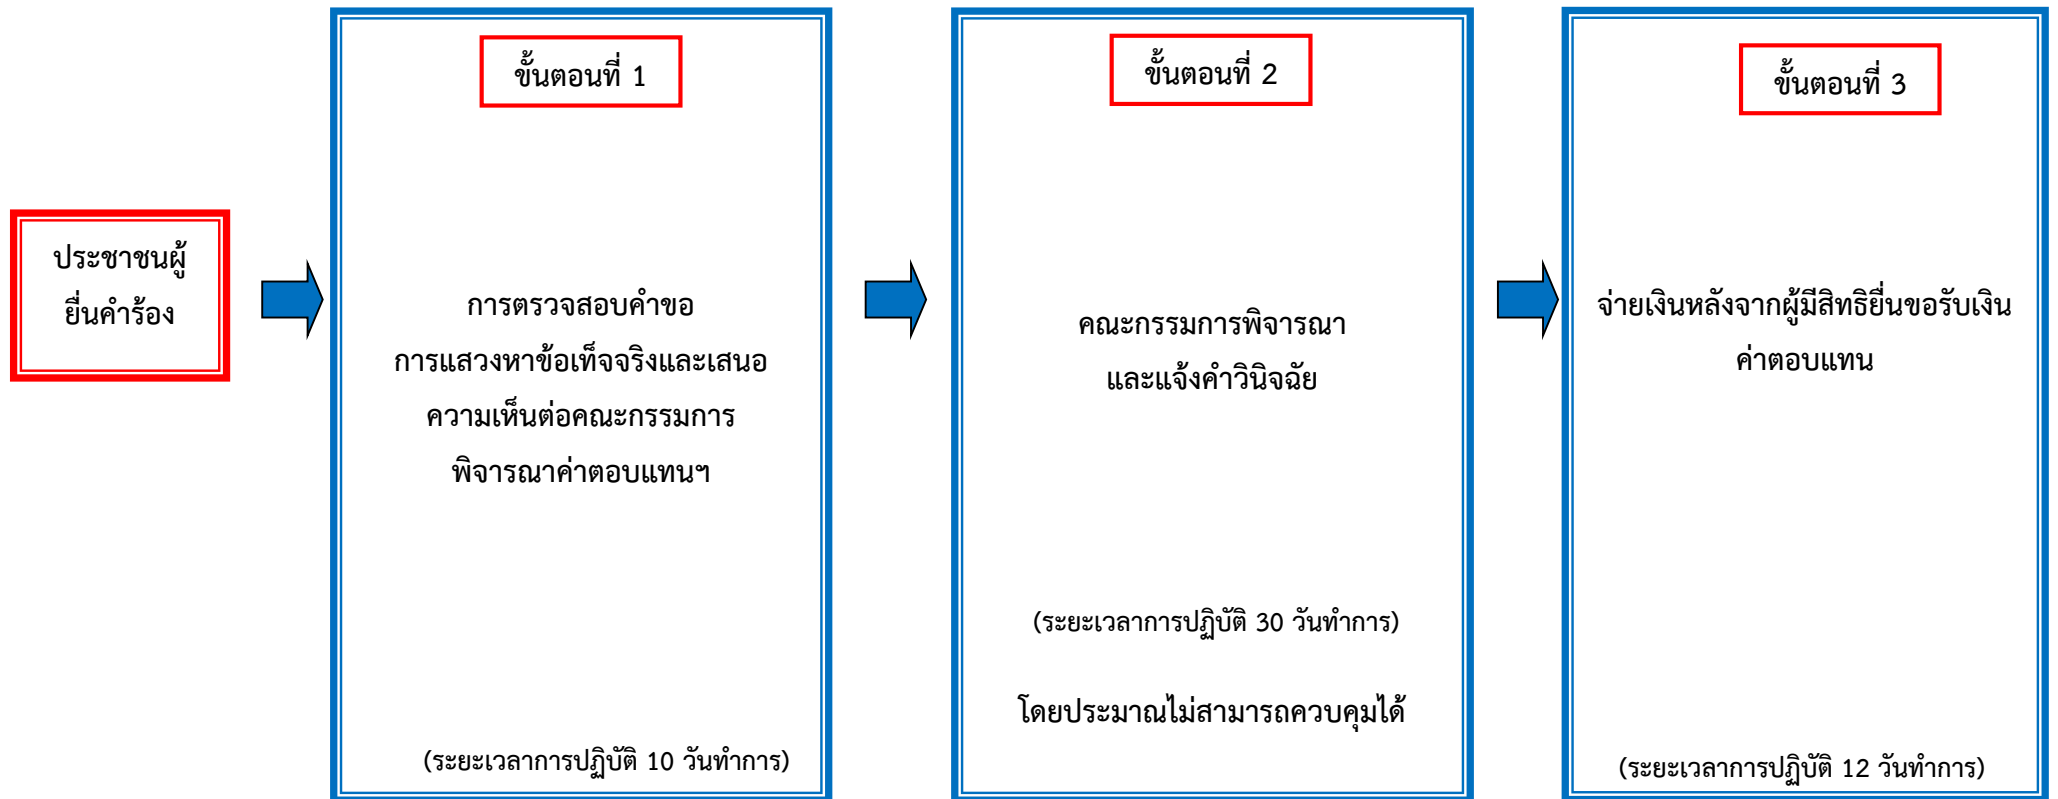 ประชาชนผู้
ยื่นคำร้อง
ขั้นตอนที่ 1
การตรวจสอบคำขอ
การแสวงหาข้อเท็จจริงและเสนอ
ความเห็นต่อคณะกรรมการ
พิจารณาค่าตอบแทนฯ
(ระยะเวลาการปฏิบัติ 10 วันทำการ)
ขั้นตอนที่ 2
คณะกรรมการพิจารณา
และแจ้งคำวินิจฉัย
(ระยะเวลาการปฏิบัติ 30 วันทำการ)
โดยประมาณไม่สามารถควบคุมได้
ขั้นตอนที่ 3
จ่ายเงินหลังจากผู้มีสิทธิยื่นขอรับเงิน
ค่าตอบแทน
(ระยะเวลาการปฏิบัติ 12 วันทำการ)